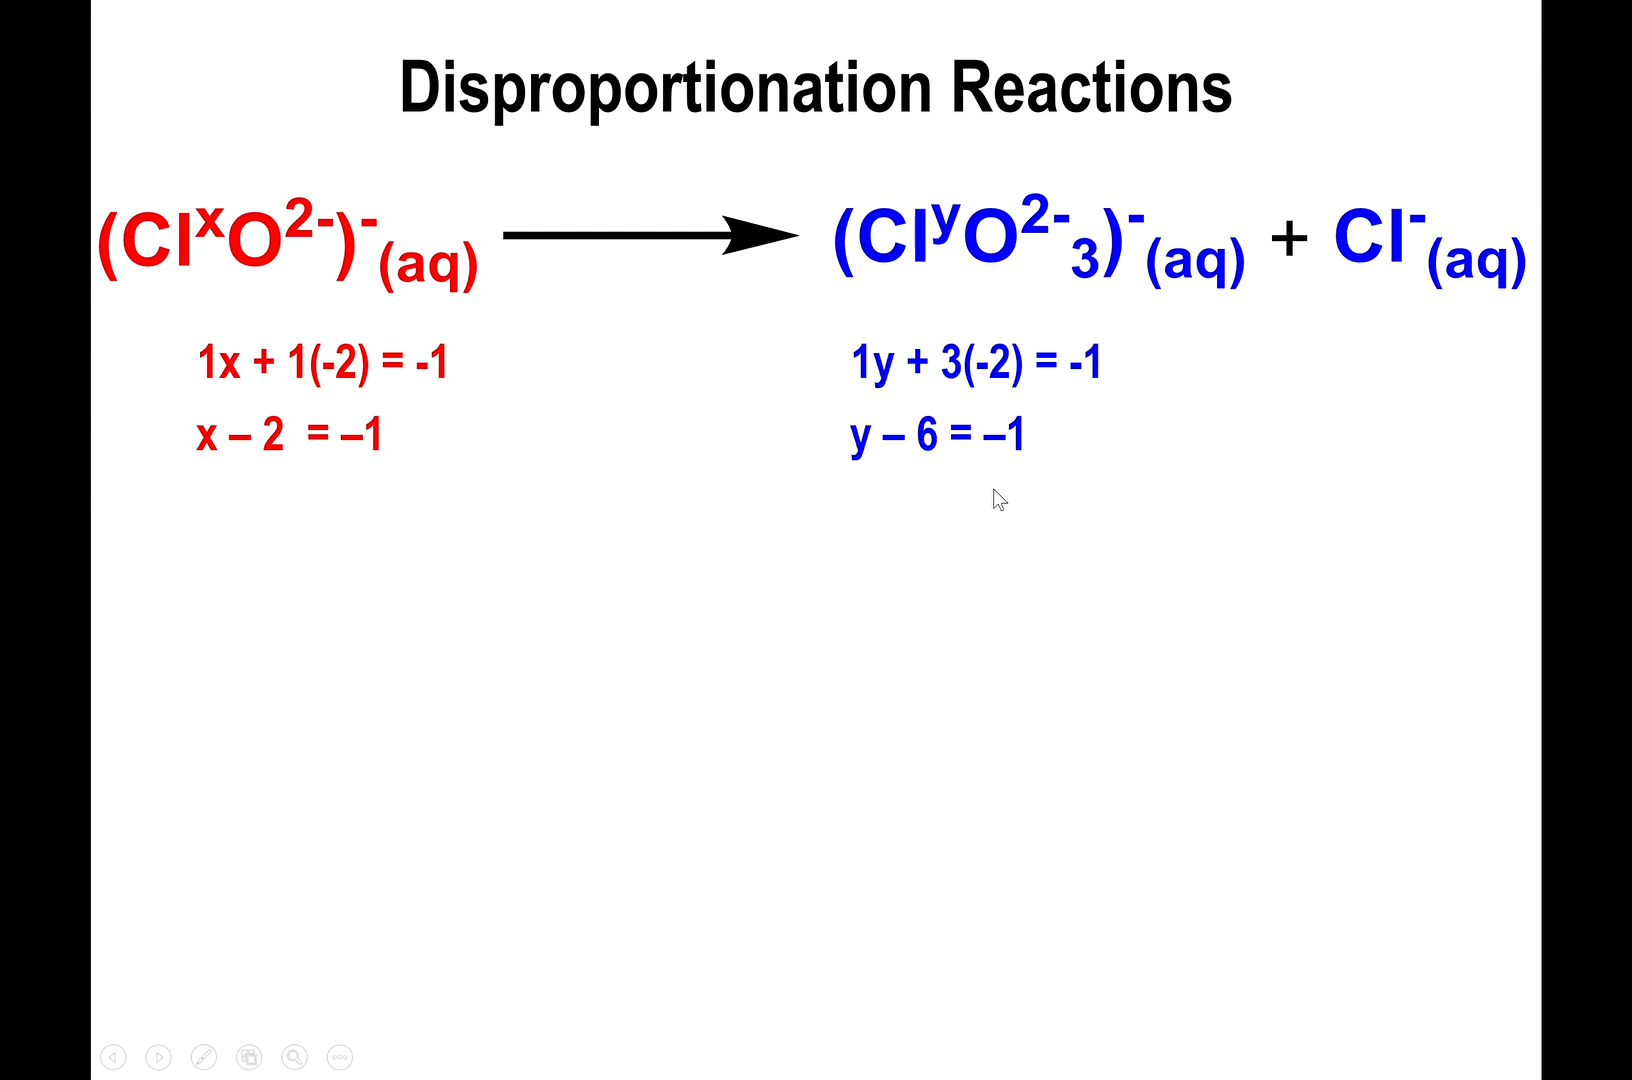 Disproportionation Reactions
(Cl^xO^2-)^-_(aq) ⟶ (Cl^yO^2-_3)^-_(aq) + Cl^-_(aq)
1x + 1(-2) = -1 1y + 3(-2) = -1
x – 2 = –1 y – 6 = –1